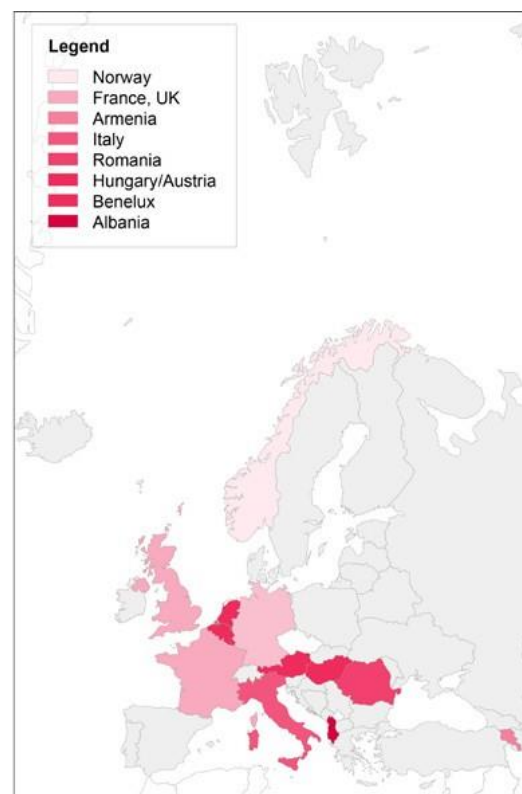 Legend
Norway
France, UK
Armenia
Italy
Romania
Hungary/Austria
Benelux
Albania